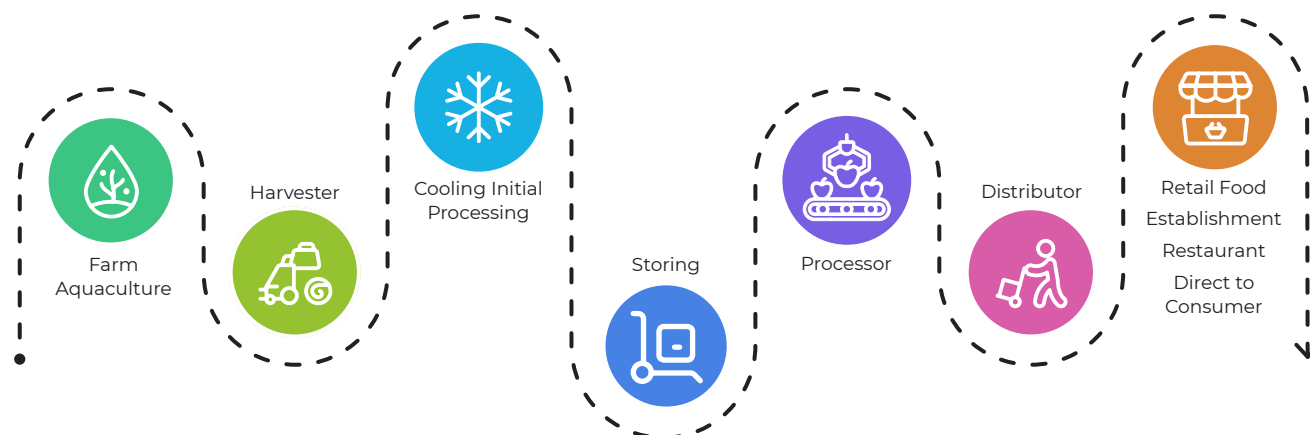 Farm
Aquaculture
Harvester
Cooling Initial
Processing
Storing
Processor
Distributor
Retail Food
Establishment
Restaurant
Direct to
Consumer